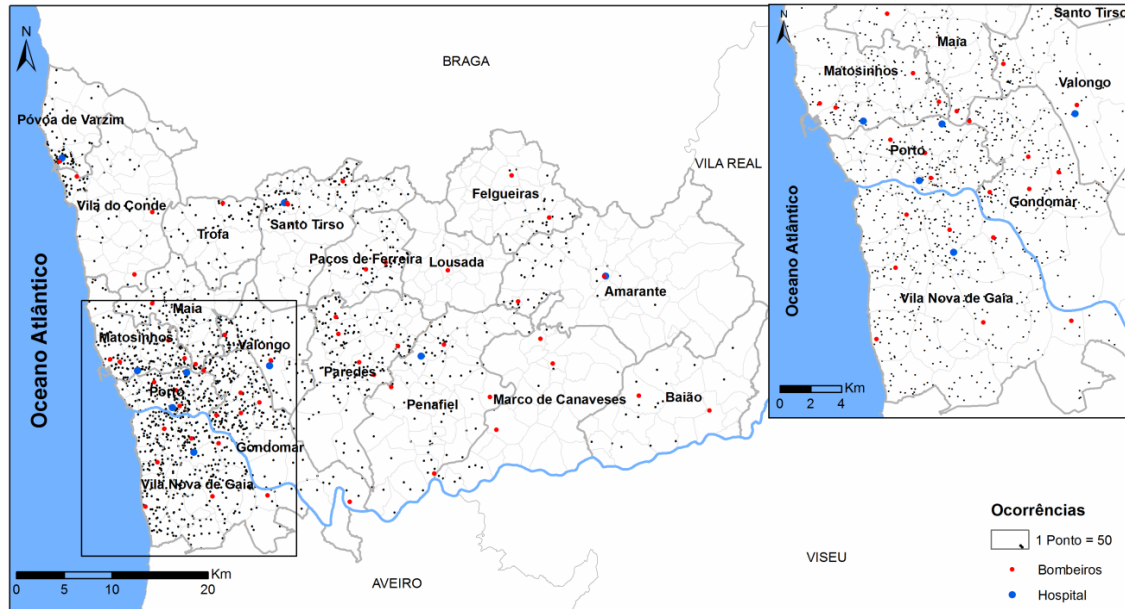 N
BRAGA
Póvoa de Varzim
VILA REAL
Felgueiras
Vila do Conde
Santo Tirso
Trofa
Paços de Ferreira
Lousada
Amarante
Oceano Atlântico
Maia
Matosinhos
Valongo
Paredes
Porto
Penafiel
Marco de Canaveses
Baião
Gondomar
Vila Nova de Gaia
Km
0 5 10 20
AVEIRO
VISEU
N
Santo Tirso
Maia
Matosinhos
Valongo
Porto
Gondomar
Oceano Atlântico
Vila Nova de Gaia
Km
0 2 4
Ocorrências
1 Ponto = 50
Bombeiros
Hospital